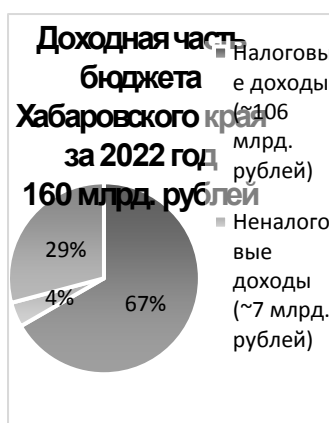 Доходная часть
бюджета
Хабаровского края
за 2022 год
160 млрд. рублей
Налоговы
е доходы
(~106
млрд.
рублей)
Неналого
вые
доходы
(~7 млрд.
рублей)
29%
4%
67%